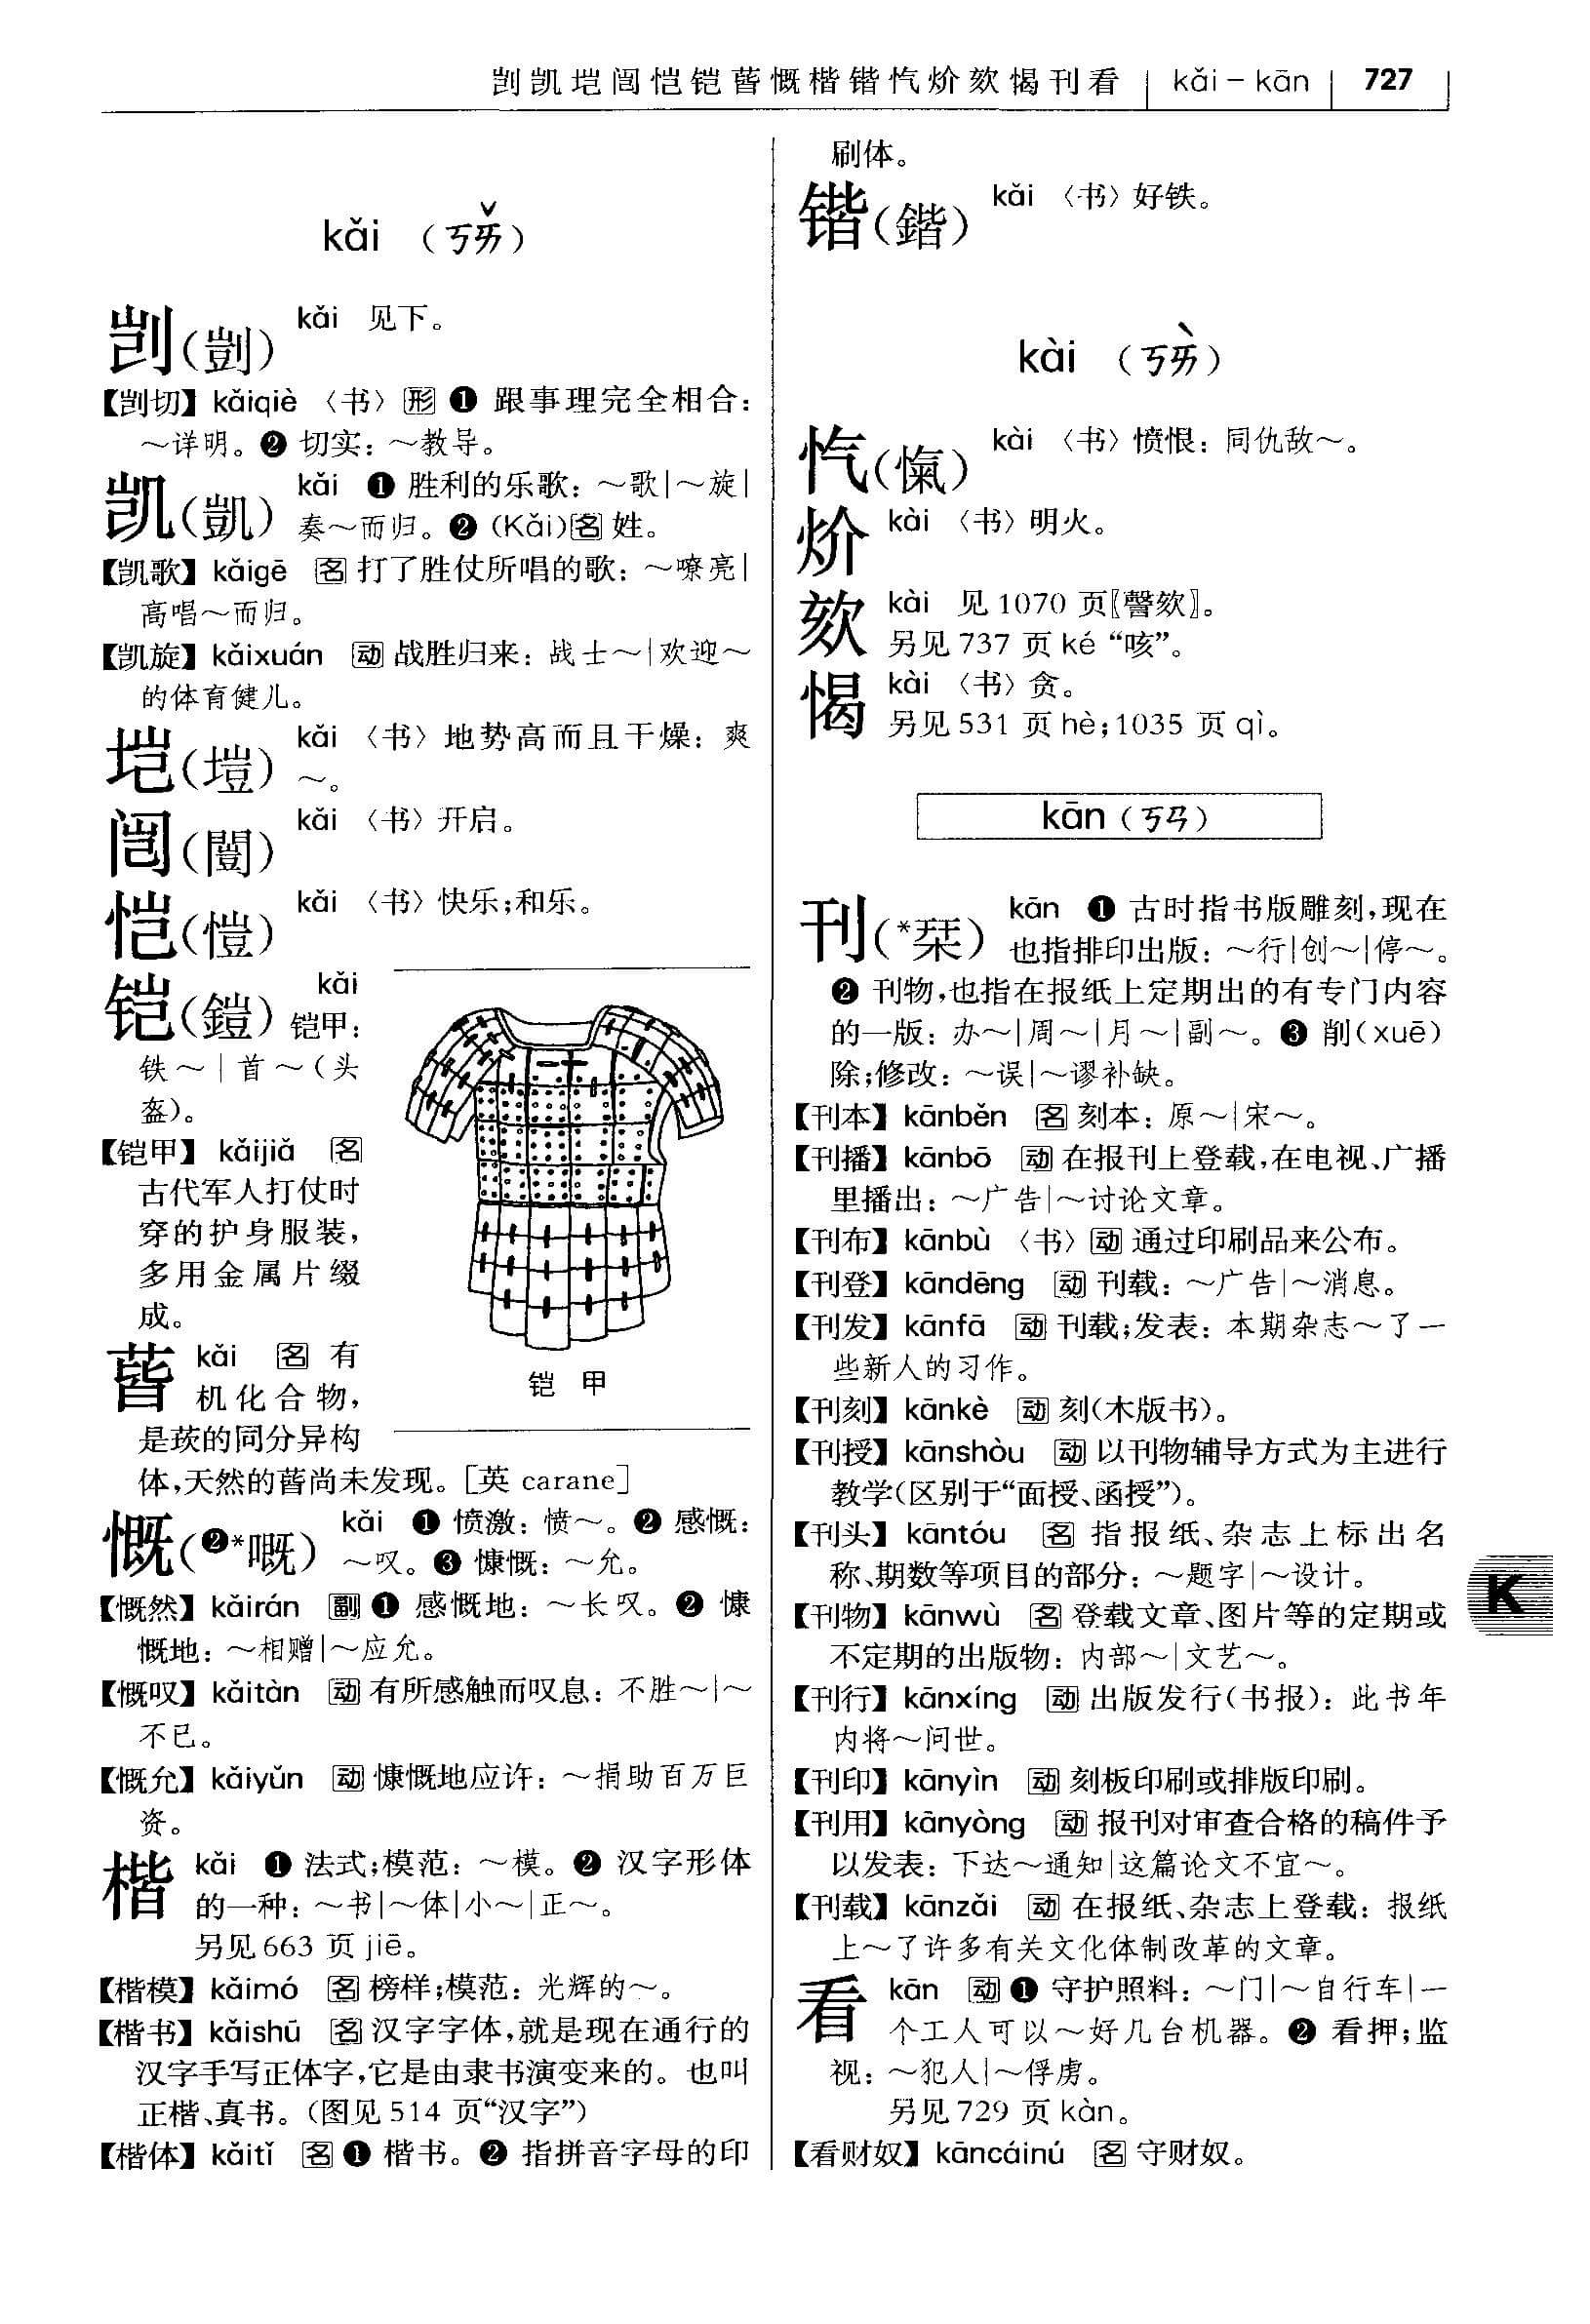 剀凯垲闿恺铠蒈慨楷锴忾炌欬愒刊看 kǎi－kān 727
kǎi （ㄎㄞˇ）
剀(剴) kǎi 见下。
【剀切】kǎiqiè 〈书〉形 ❶ 跟事理完全相合：
～详明。❷ 切实：～教导。
凯(凱) kǎi ❶ 胜利的乐歌：～歌|～旋|
奏～而归。❷ (Kǎi)名 姓。
【凯歌】kǎigē 名 打了胜仗所唱的歌：～嘹亮|
高唱～而归。
【凯旋】kǎixuán 动 战胜归来：战士～|欢迎～
的体育健儿。
垲(塏) kǎi 〈书〉地势高而且干燥：爽
～。
闿(闓) kǎi 〈书〉开启。
恺(愷) kǎi 〈书〉快乐；和乐。
铠(鎧) kǎi
铠甲：
铁～|首～(头
盔)。
【铠甲】kǎijiǎ 名
古代军人打仗时
穿的护身服装，
多用金属片缀
成。
铠 甲
蒈 kǎi 名 有
机化合物，
是莰的同分异构
体，天然的蒈尚未发现。[英 carane]
慨(❷*嘅) kǎi ❶ 愤激：愤～。❷ 感慨：
～叹。❸ 慷慨：～允。
【慨然】kǎirán 副 ❶ 感慨地：～长叹。❷ 慷
慨地：～相赠|～应允。
【慨叹】kǎitàn 动 有所感触而叹息：不胜～|～
不已。
【慨允】kǎiyǔn 动 慷慨地应许：～捐助百万巨
资。
楷 kǎi ❶ 法式；模范：～模。❷ 汉字形体
的一种：～书|～体|小～|正～。
另见 663 页 jiē。
【楷模】kǎimó 名 榜样；模范：光辉的～。
【楷书】kǎishū 名 汉字字体，就是现在通行的
汉字手写正体字，它是由隶书演变来的。也叫
正楷、真书。(图见 514 页“汉字”)
【楷体】kǎitǐ 名 ❶ 楷书。❷ 指拼音字母的印
刷体。
锴(鍇) kǎi 〈书〉好铁。
kài （ㄎㄞˋ）
忾(愾) kài 〈书〉愤恨：同仇敌～。
炌 kài 〈书〉明火。
欬 kài 见 1070 页〖謦欬〗。
另见 737 页 ké “咳”。
愒 kài 〈书〉贪。
另见 531 页 hè；1035 页 qì。
kān（ㄎㄢ）
刊(*栞) kān ❶ 古时指书版雕刻，现在
也指排印出版：～行|创～|停～。
❷ 刊物，也指在报纸上定期出的有专门内容
的一版：办～|周～|月～|副～。❸ 削(xuē)
除；修改：～误|～谬补缺。
【刊本】kānběn 名 刻本：原～|宋～。
【刊播】kānbō 动 在报刊上登载，在电视、广播
里播出：～广告|～讨论文章。
【刊布】kānbù 〈书〉动 通过印刷品来公布。
【刊登】kāndēng 动 刊载：～广告|～消息。
【刊发】kānfā 动 刊载；发表：本期杂志～了一
些新人的习作。
【刊刻】kānkè 动 刻(木版书)。
【刊授】kānshòu 动 以刊物辅导方式为主进行
教学(区别于“面授、函授”)。
【刊头】kāntóu 名 指报纸、杂志上标出名
称、期数等项目的部分：～题字|～设计。
【刊物】kānwù 名 登载文章、图片等的定期或
不定期的出版物：内部～|文艺～。
【刊行】kānxíng 动 出版发行(书报)：此书年
内将～问世。
【刊印】kānyìn 动 刻板印刷或排版印刷。
【刊用】kānyòng 动 报刊对审查合格的稿件予
以发表：下达～通知|这篇论文不宜～。
【刊载】kānzǎi 动 在报纸、杂志上登载：报纸
上～了许多有关文化体制改革的文章。
看 kān 动 ❶ 守护照料：～门|～自行车|一
个工人可以～好几台机器。❷ 看押；监
视：～犯人|～俘虏。
另见 729 页 kàn。
【看财奴】kāncáinú 名 守财奴。
K